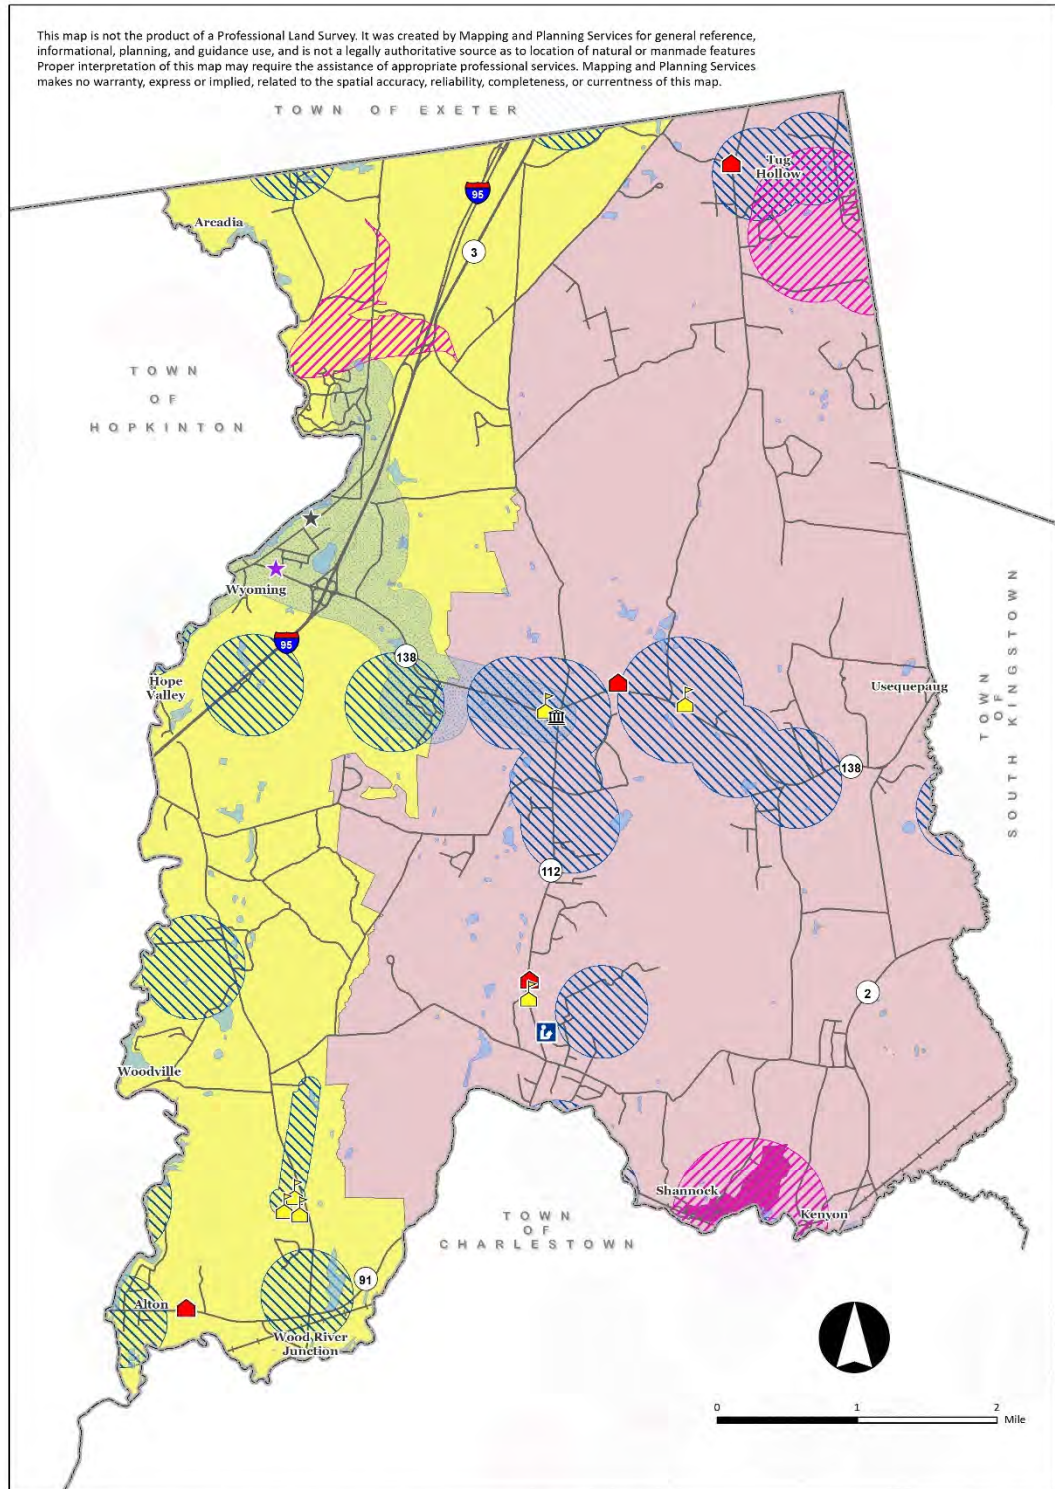 This map is not the product of a Professional Land Survey. It was created by Mapping and Planning Services for general reference,
informational, planning, and guidance use, and is not a legally authoritative source as to location of natural or manmade features
Proper interpretation of this map may require the assistance of appropriate professional services. Mapping and Planning Services
makes no warranty, express or implied, related to the spatial accuracy, reliability, completeness, or currentness of this map.
TOWN OF EXETER
Tug
Hollow
95
Arcadia
3
TOWN
OF
HOPKINTON
Wyoming
95
138
Hope
Valley
Usequepaug
TOWN
OF
SOUTH KINGSTOWN
138
112
2
Woodville
Shannock
Kenyon
TOWN
OF
CHARLESTOWN
91
Alton
Wood River
Junction
0 1 2
Mile